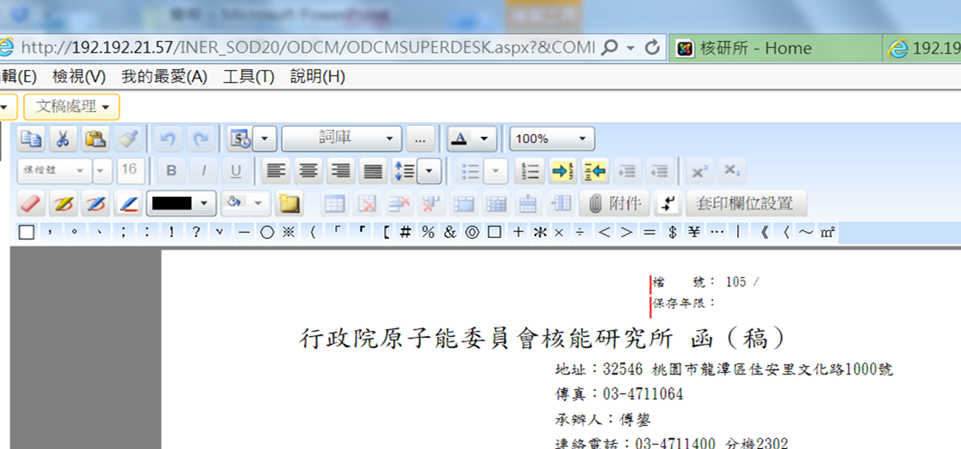 http://192.192.21.57/INER_SOD20/ODCM/ODCMSUPERDESK.aspx?&COMI
核研所 - Home
192.19
輯(E) 檢視(V) 我的最愛(A) 工具(T) 說明(H)
文稿處理
詞庫 ... A 100%
標楷體 16 B I U
附件 套印欄位設置
□ , 。 、 ; : ! ? ˇ — ○ ※ 〈 「 『 [ # % & ◎ □ + * × ÷ < > = $ ¥ … | 《 〈 ~ ㎡
檔 號： 105 /
保存年限：
行政院原子能委員會核能研究所 函（稿）
地址：32546 桃園市龍潭區佳安里文化路1000號
傳真：03-4711064
承辦人：傅鋆
連絡電話：03-4711400 分機2302